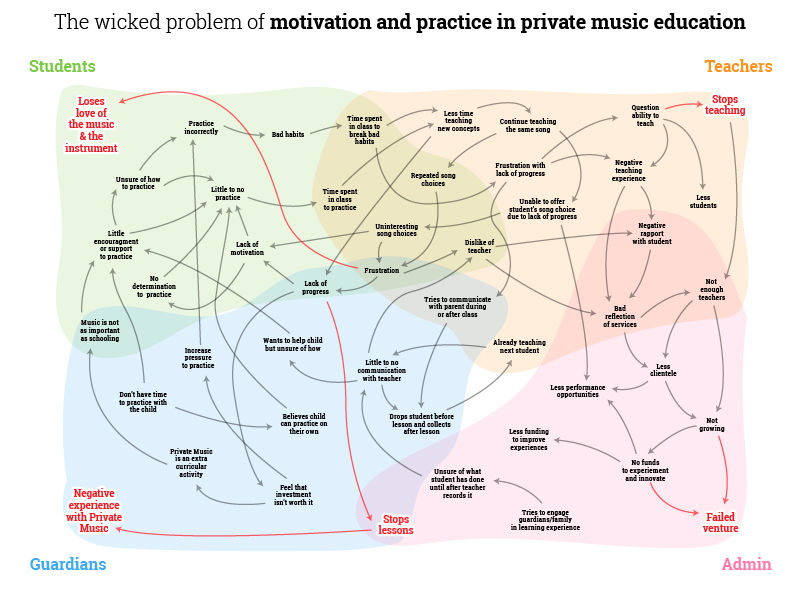 The wicked problem of motivation and practice in private music education
Students
Teachers
Loses
love of
the music
& the
instrument
Practice
incorrectly
Bad habits
Time spent
in class to
break bad
habits
Less time
teaching
new concepts
Continue teaching
the same song
Question
ability to
teach
Stops
teaching
Unsure of how
to practice
Little to no
practice
Time spent
in class
to practice
Repeated song
choices
Frustration with
lack of progress
Negative
teaching
experience
Less
students
Unable to offer
student's song choice
due to lack of progress
Little
encouragment
or support
to practice
Lack of
motivation
Uninteresting
song choices
Dislike of
teacher
Negative
rapport
with student
Frustration
No
determination
to practice
Lack of
progress
Tries to communicate
with parent during
or after class
Not
enough
teachers
Bad
reflection
of services
Music is not
as important
as schooling
Increase
pressure
to practice
Wants to help child
but unsure of how
Little to no
communication
with teacher
Already teaching
next student
Less
clientele
Less performance
opportunities
Don't have time
to practice with
the child
Believes child
can practice on
their own
Drops student before
lesson and collects
after lesson
Not
growing
Less funding
to improve
experiences
Private Music
is an extra
curricular
activity
Feel that
investment
isn't worth it
Unsure of what
student has done
until after teacher
records it
No funds
to experiement
and innovate
Negative
experience
with Private
Music
Stops
lessons
Tries to engage
guardians/family
in learning experience
Failed
venture
Guardians
Admin